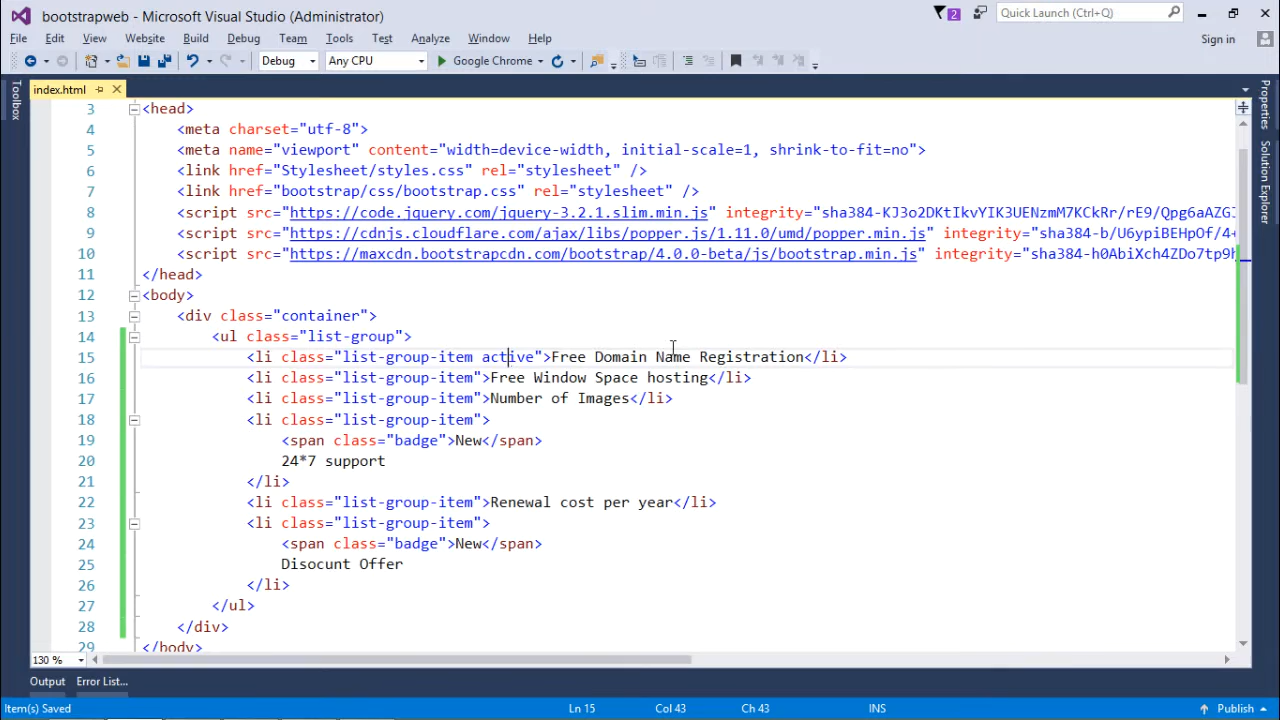 bootstrapweb - Microsoft Visual Studio (Administrator)
2
Quick Launch (Ctrl+Q)
File Edit View Website Build Debug Team Tools Test Analyze Window Help
Sign in
Debug Any CPU Google Chrome
index.html
Toolbox
Properties
Solution Explorer
3 <head>
4 <meta charset="utf-8">
5 <meta name="viewport" content="width=device-width, initial-scale=1, shrink-to-fit=no">
6 <link href="Stylesheet/styles.css" rel="stylesheet" />
7 <link href="bootstrap/css/bootstrap.css" rel="stylesheet" />
8 <script src="https://code.jquery.com/jquery-3.2.1.slim.min.js" integrity="sha384-KJ3o2DKtIkvYIK3UENzmM7KCkRr/rE9/Qpg6aAZGJ
9 <script src="https://cdnjs.cloudflare.com/ajax/libs/popper.js/1.11.0/umd/popper.min.js" integrity="sha384-b/U6ypiBEHpOf/4+
10 <script src="https://maxcdn.bootstrapcdn.com/bootstrap/4.0.0-beta/js/bootstrap.min.js" integrity="sha384-h0AbiXch4ZDo7tp9h
11 </head>
12 <body>
13 <div class="container">
14 <ul class="list-group">
15 <li class="list-group-item active">Free Domain Name Registration</li>
16 <li class="list-group-item">Free Window Space hosting</li>
17 <li class="list-group-item">Number of Images</li>
18 <li class="list-group-item">
19 <span class="badge">New</span>
20 24*7 support
21 </li>
22 <li class="list-group-item">Renewal cost per year</li>
23 <li class="list-group-item">
24 <span class="badge">New</span>
25 Disocunt Offer
26 </li>
27 </ul>
28 </div>
29 </body>
130 %
Output Error List...
Item(s) Saved Ln 15 Col 43 Ch 43 INS Publish